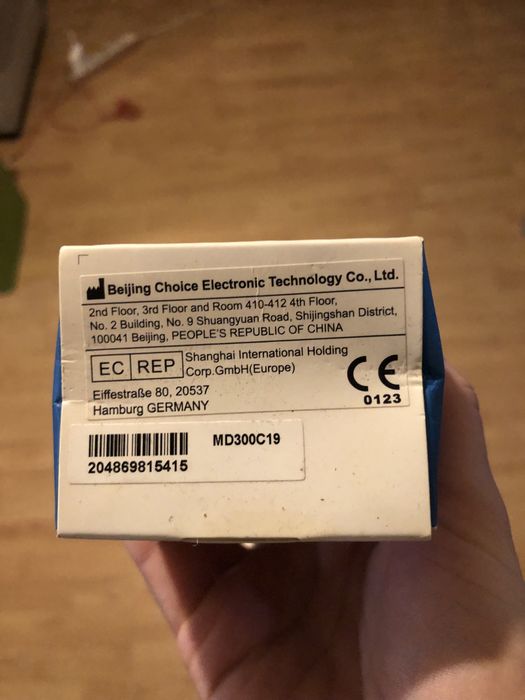 Beijing Choice Electronic Technology Co., Ltd.
2nd Floor, 3rd Floor and Room 410-412 4th Floor,
No. 2 Building, No. 9 Shuangyuan Road, Shijingshan District,
100041 Beijing, PEOPLE'S REPUBLIC OF CHINA
EC REP Shanghai International Holding
Corp.GmbH(Europe)
Eiffestraße 80, 20537
Hamburg GERMANY
CE
0123
MD300C19
204869815415